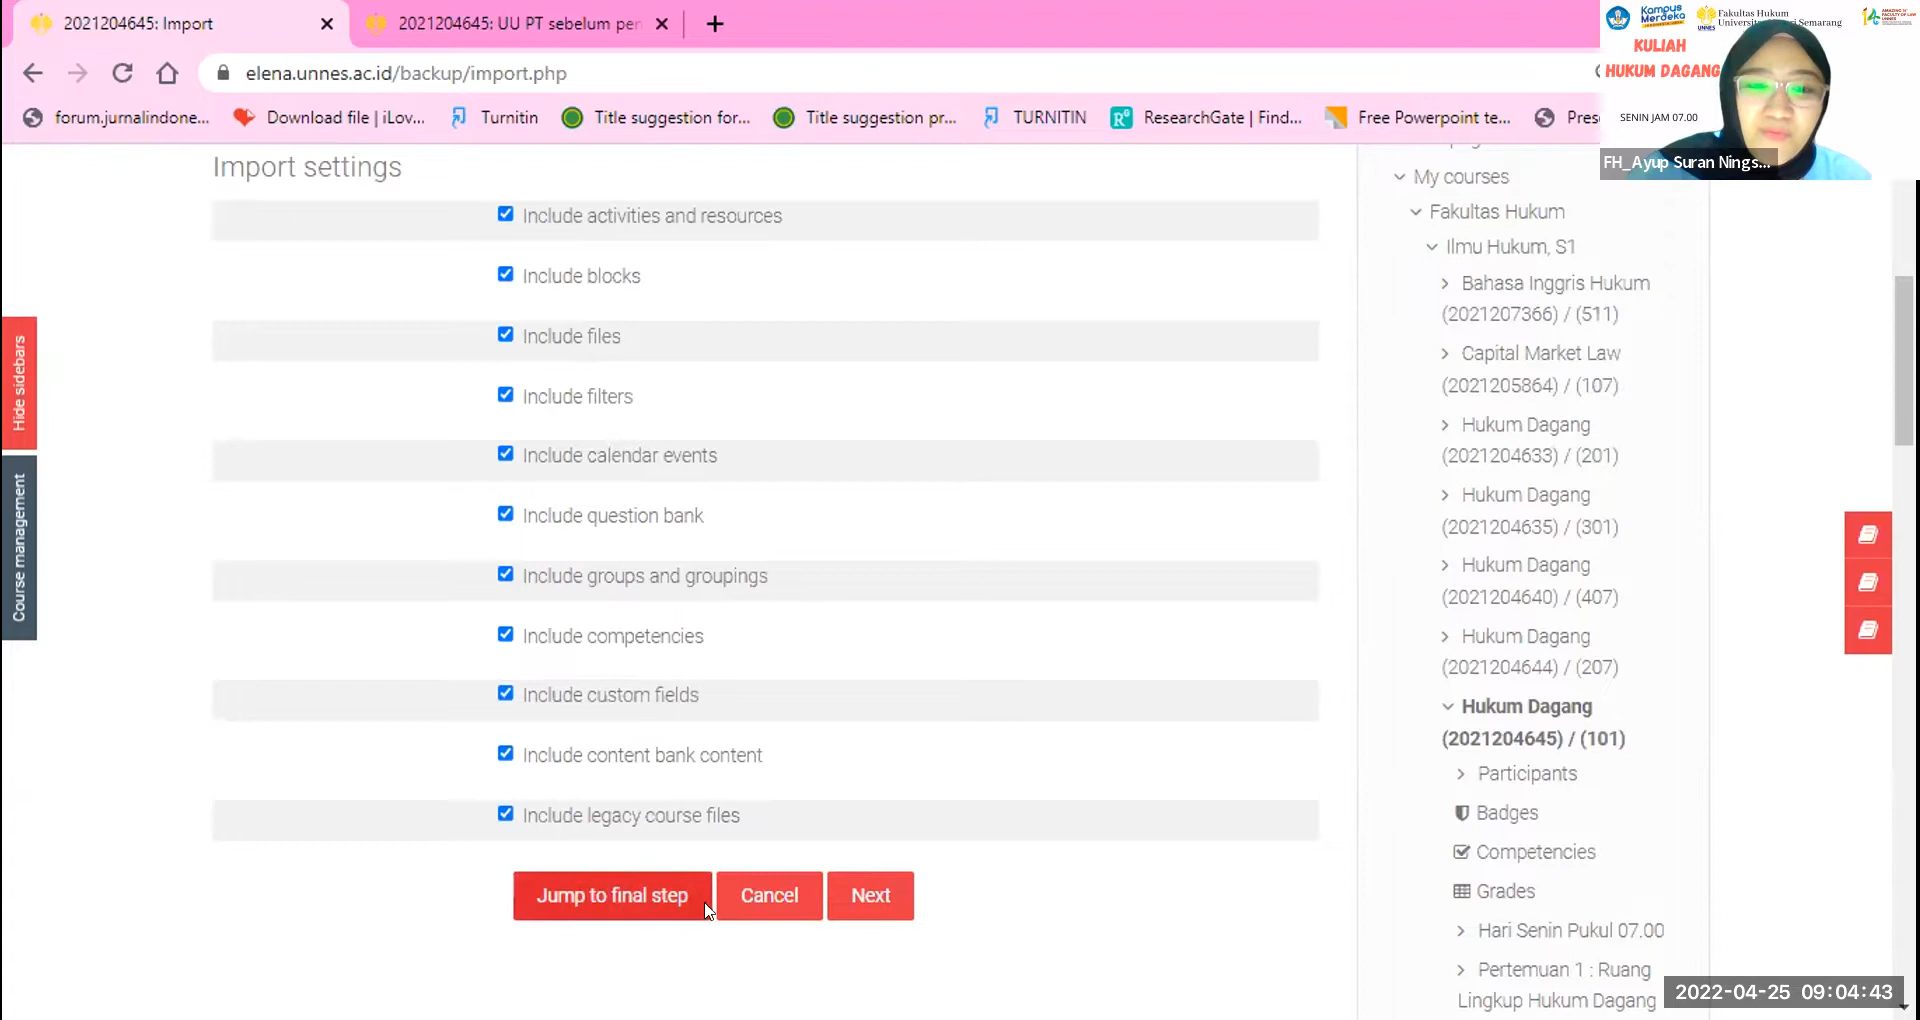 2021204645: Import
2021204645: UU PT sebelum per
elena.unnes.ac.id/backup/import.php
forum.jurnalindone...
Download file | iLov...
Turnitin
Title suggestion for...
Title suggestion pr...
TURNITIN
ResearchGate | Find...
Free Powerpoint te...
Pres
Kampus
Merdeka
UNNES
Fakultas Hukum
KULIAH
HUKUM DAGANG
SENIN JAM 07.00
FH_Ayup Suran Nings...
Import settings
Include activities and resources
Include blocks
Include files
Include filters
Include calendar events
Include question bank
Include groups and groupings
Include competencies
Include custom fields
Include content bank content
Include legacy course files
Jump to final step
Cancel
Next
Hide sidebars
Course management
My courses
Fakultas Hukum
Ilmu Hukum, S1
Bahasa Inggris Hukum
(2021207366) / (511)
Capital Market Law
(2021205864) / (107)
Hukum Dagang
(2021204633) / (201)
Hukum Dagang
(2021204635) / (301)
Hukum Dagang
(2021204640) / (407)
Hukum Dagang
(2021204644) / (207)
Hukum Dagang
(2021204645) / (101)
Participants
Badges
Competencies
Grades
Hari Senin Pukul 07.00
Pertemuan 1 : Ruang
Lingkup Hukum Dagang
2022-04-25 09:04:43